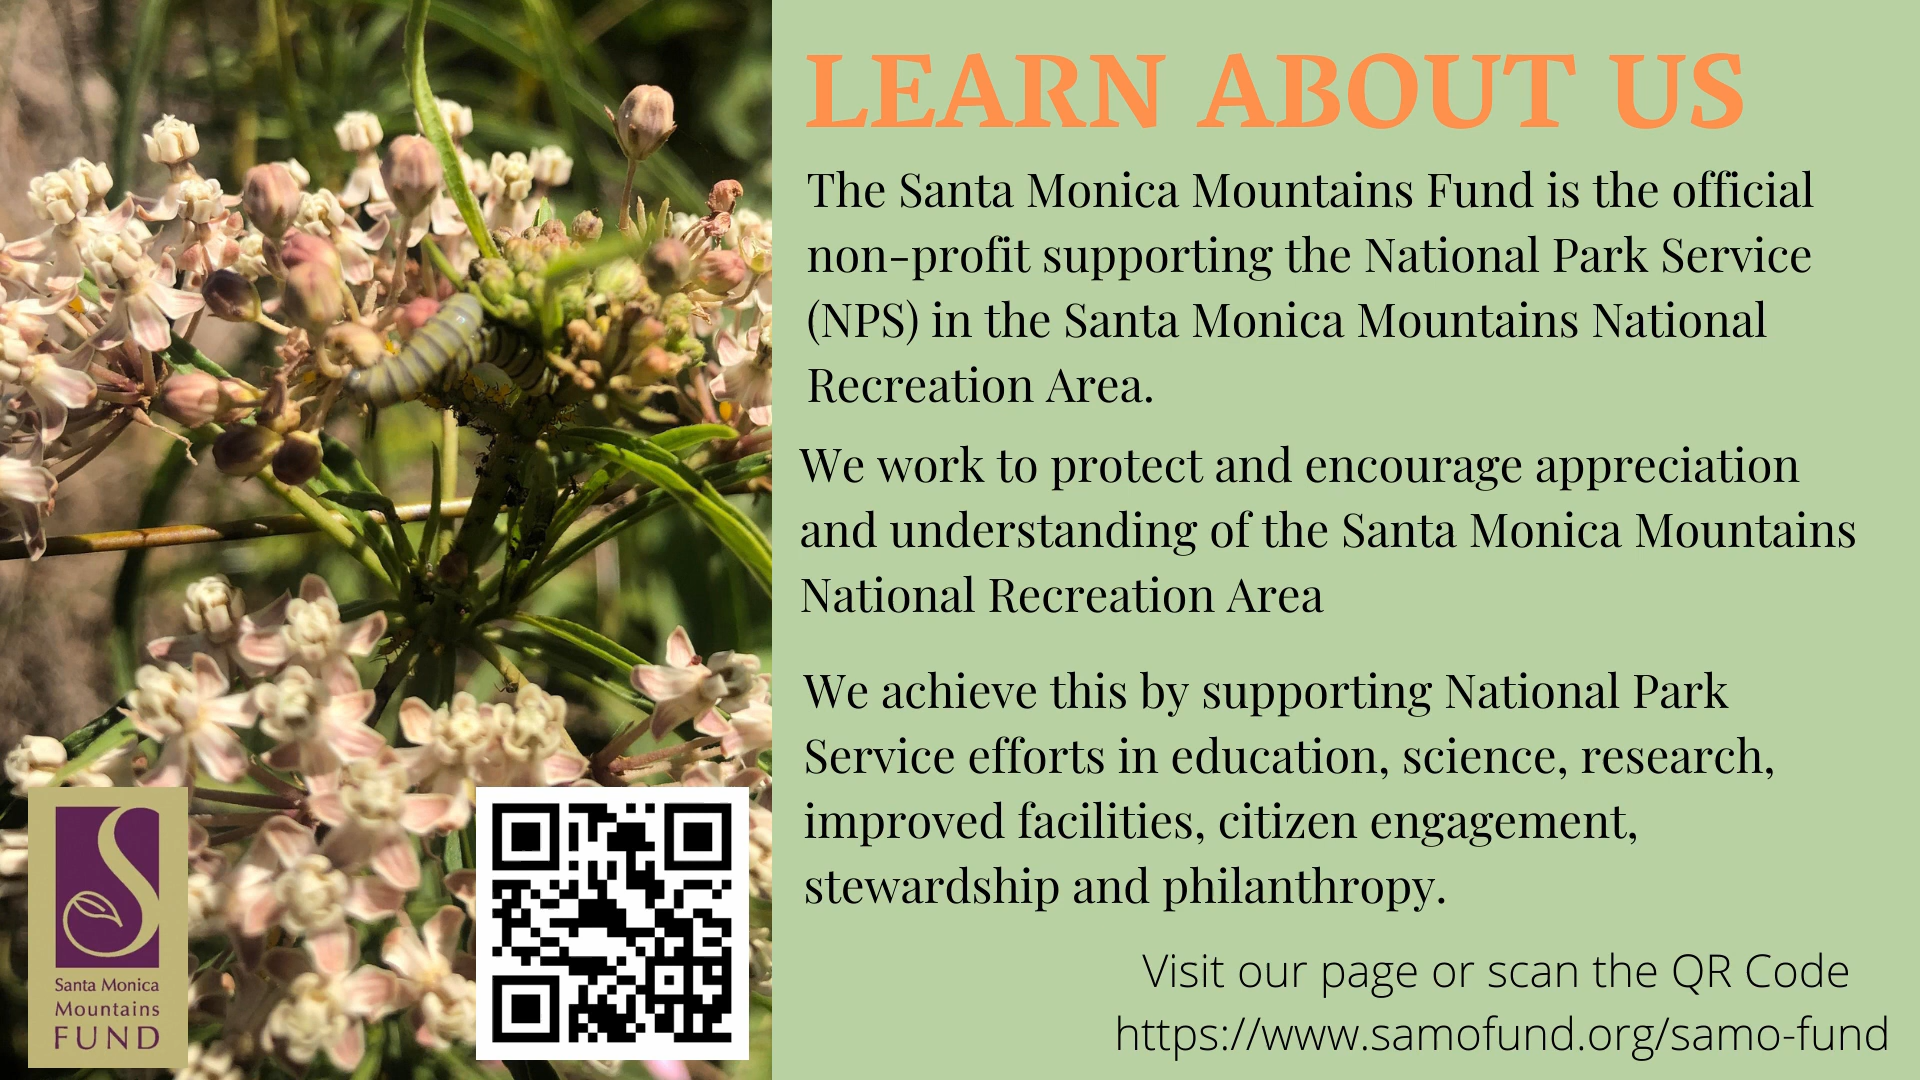 LEARN ABOUT US
The Santa Monica Mountains Fund is the official
non-profit supporting the National Park Service
(NPS) in the Santa Monica Mountains National
Recreation Area.
We work to protect and encourage appreciation
and understanding of the Santa Monica Mountains
National Recreation Area
We achieve this by supporting National Park
Service efforts in education, science, research,
improved facilities, citizen engagement,
stewardship and philanthropy.
Visit our page or scan the QR Code
https://www.samofund.org/samo-fund
Santa Monica
Mountains
FUND